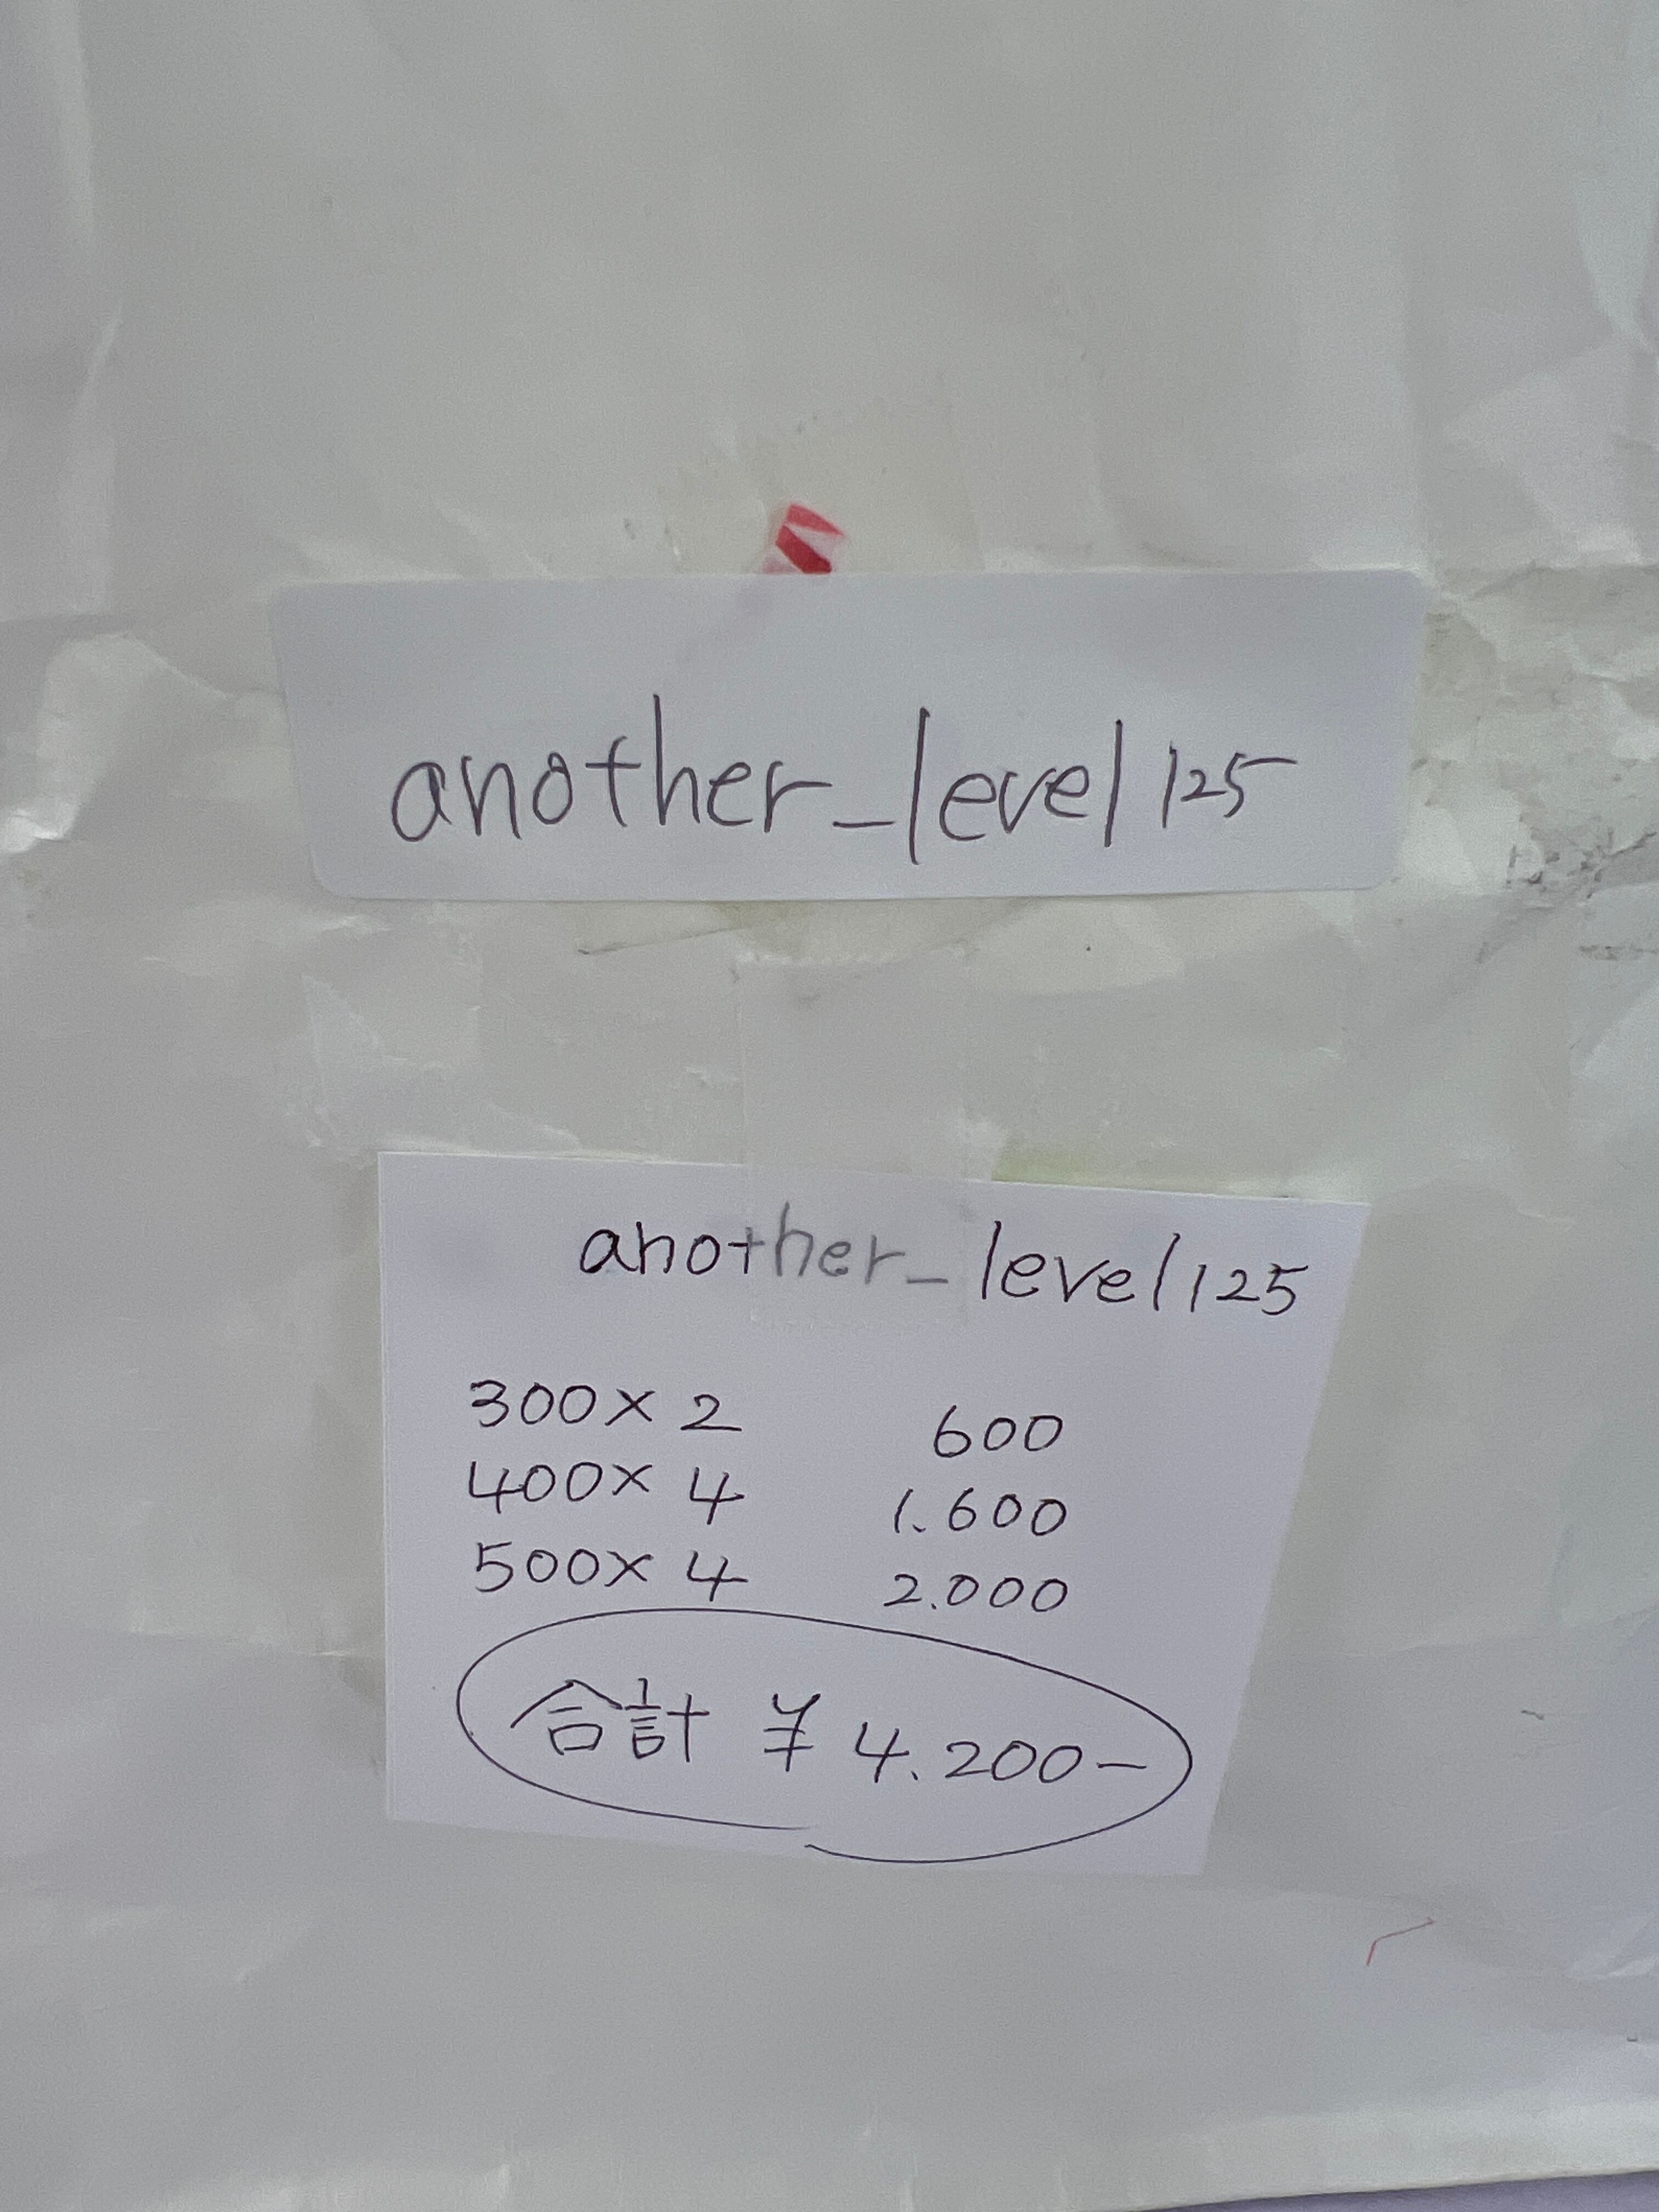 another_level125
another_level125
300×2 600
400×4 1.600
500×4 2.000
合計 ¥4.200-